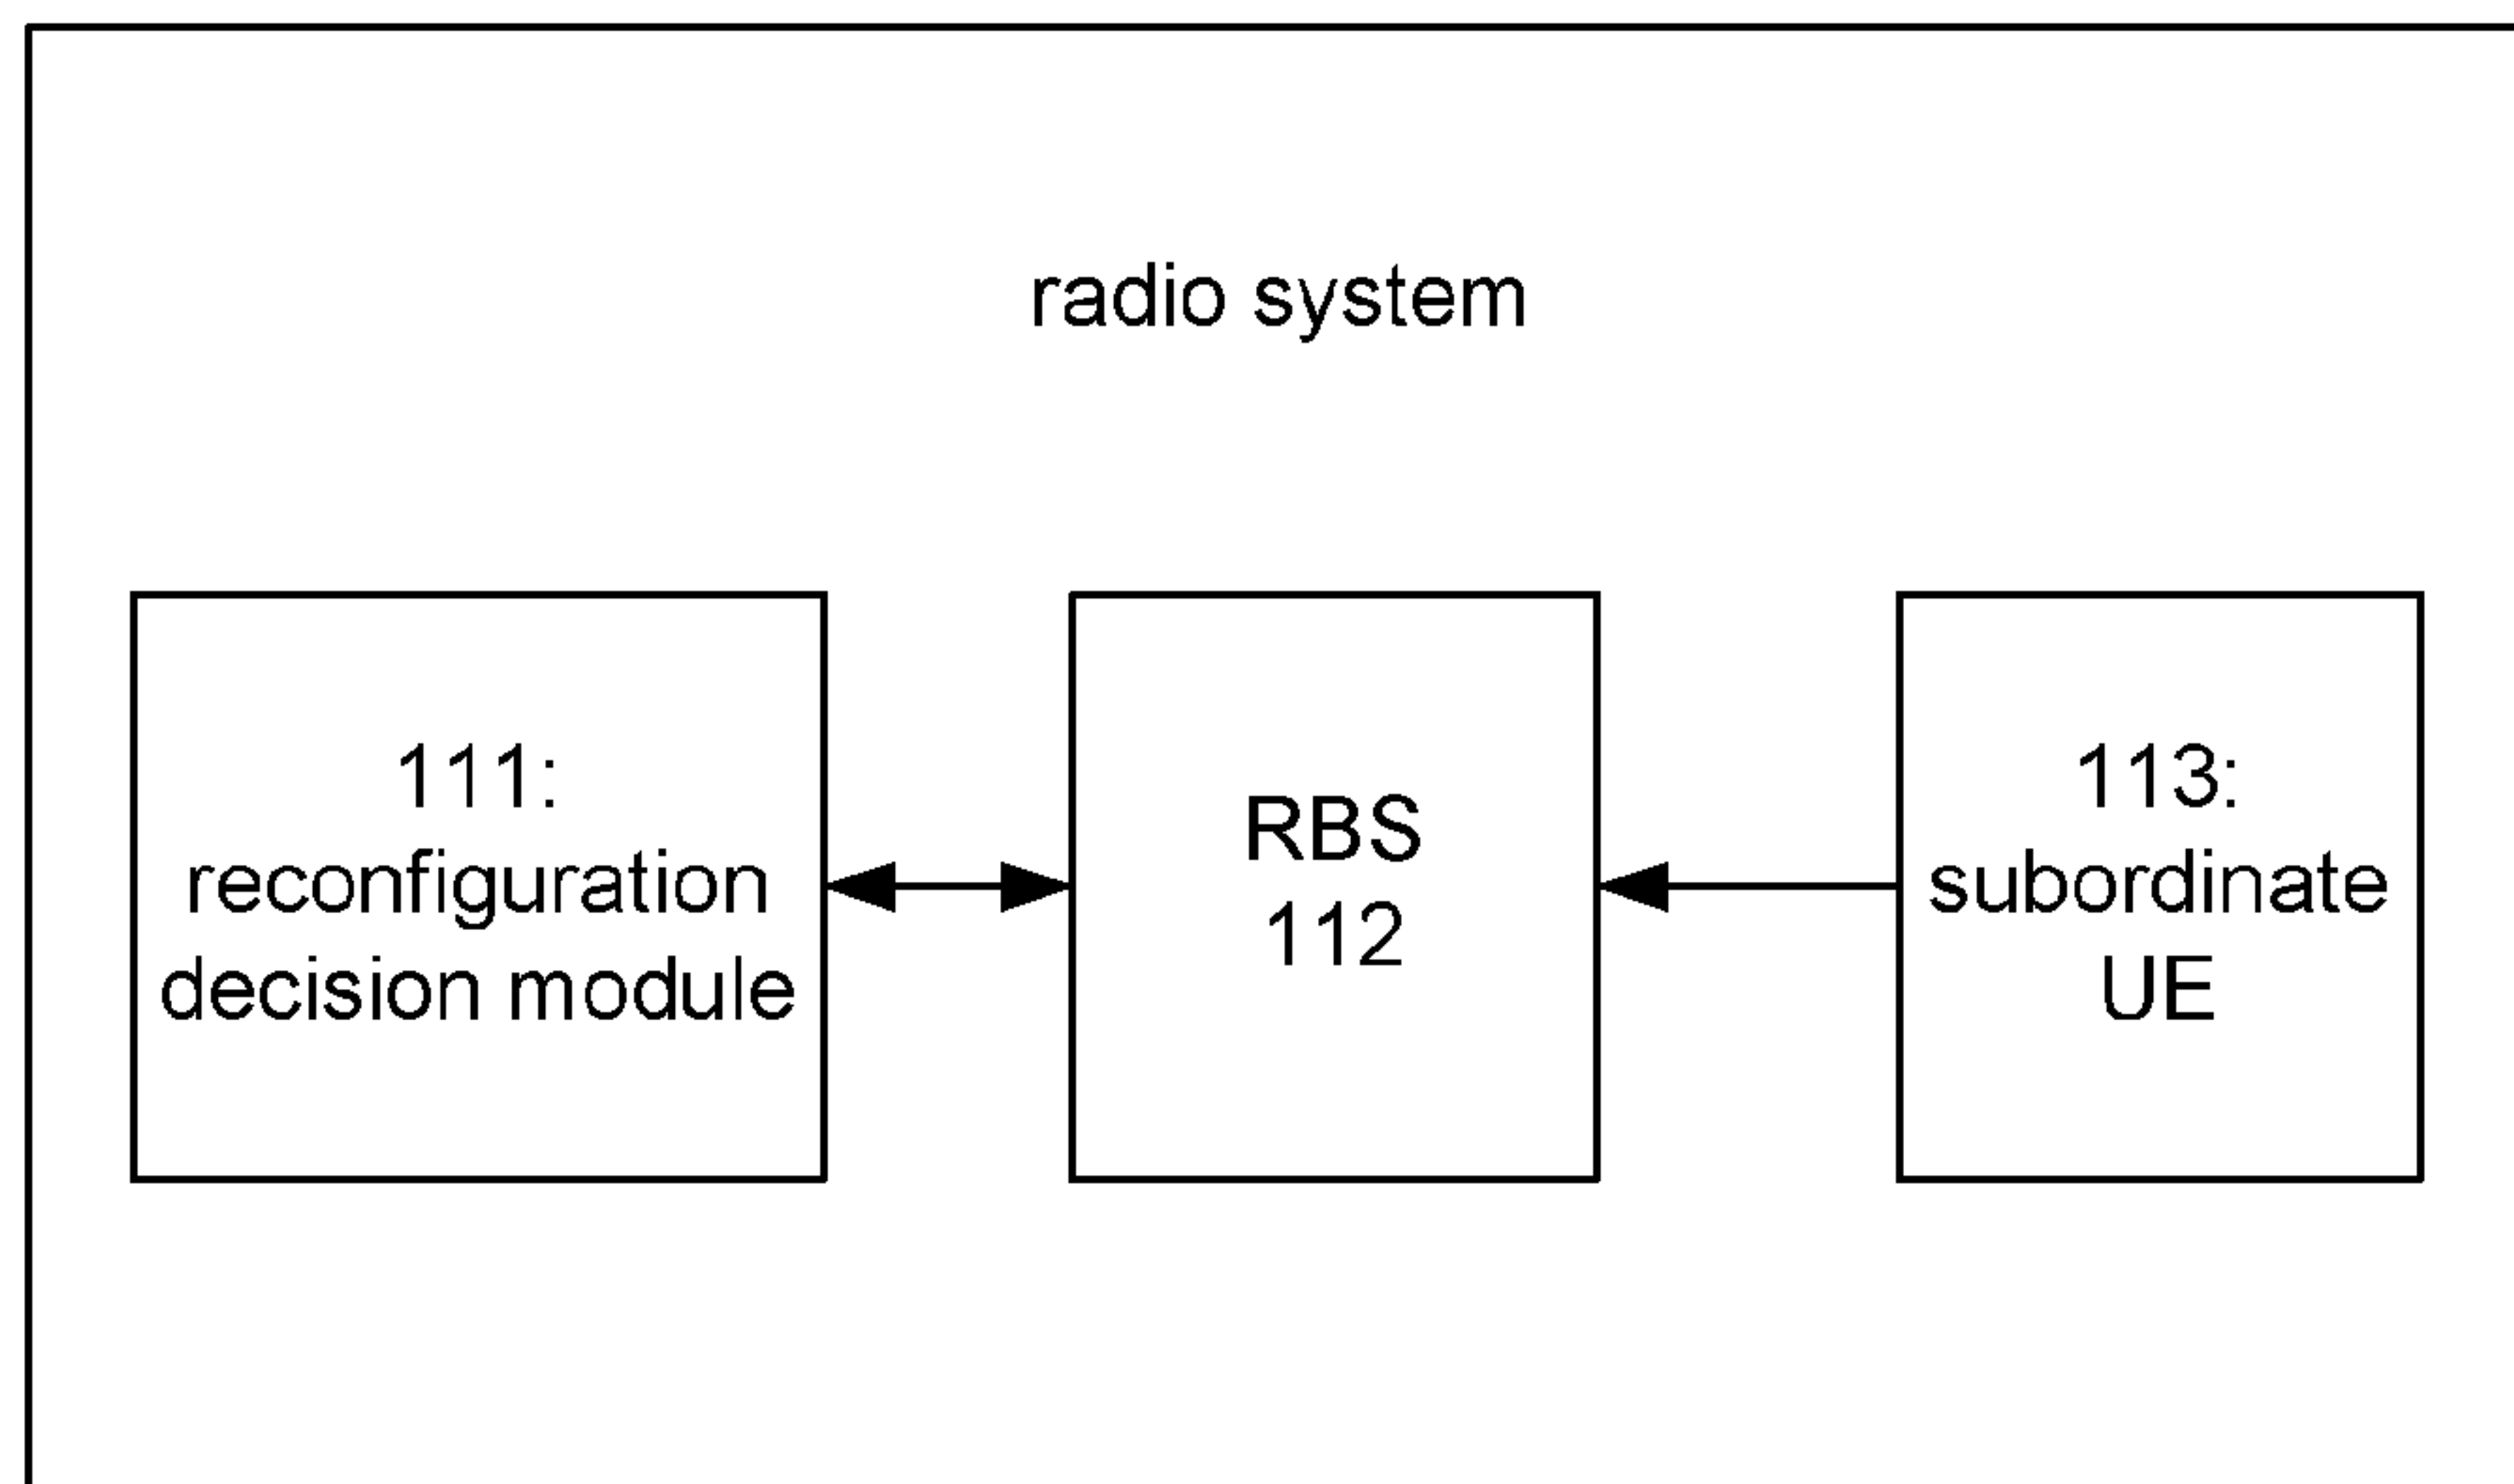 radio system
111:
reconfiguration
decision module
RBS
112
113:
subordinate
UE